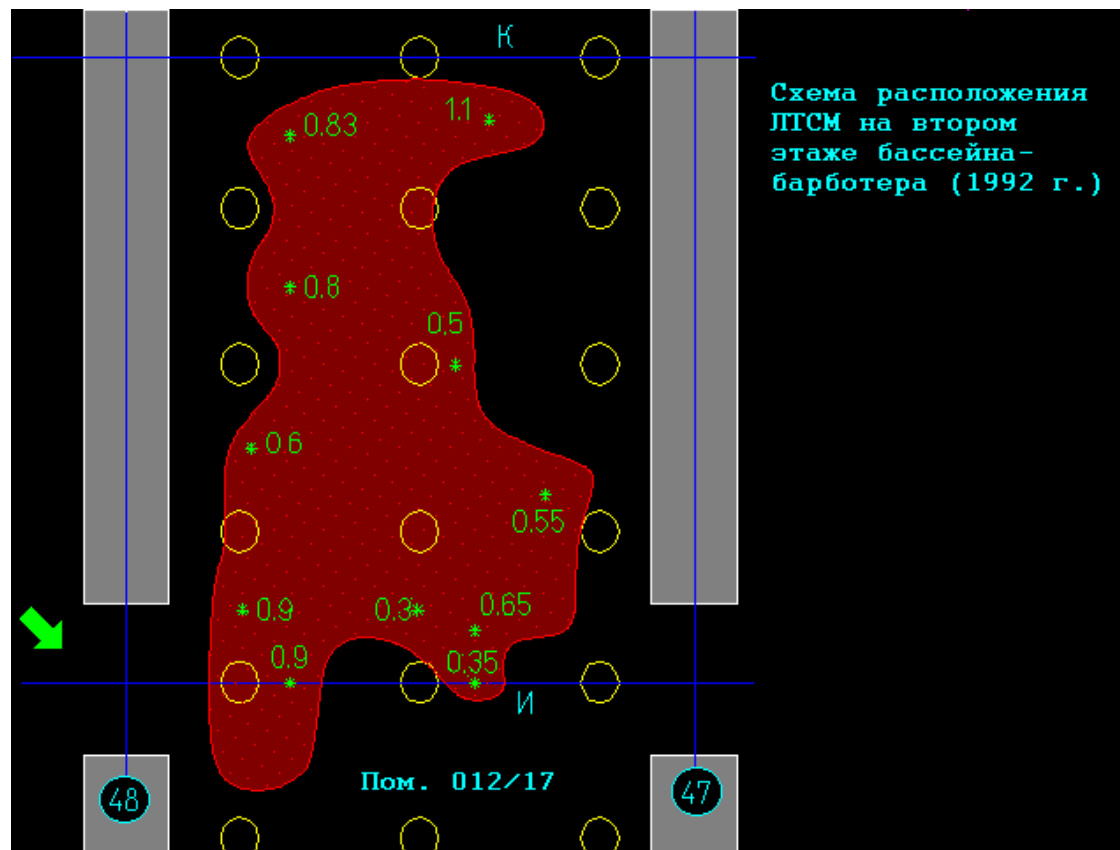 К
Схема расположения
ЛТСМ на втором
этаже бассейна-
барботера (1992 г.)
0.83
1.1
0.8
0.5
0.6
0.55
0.9
0.3
0.65
0.9
0.35
И
Пом. 012/17
48
47